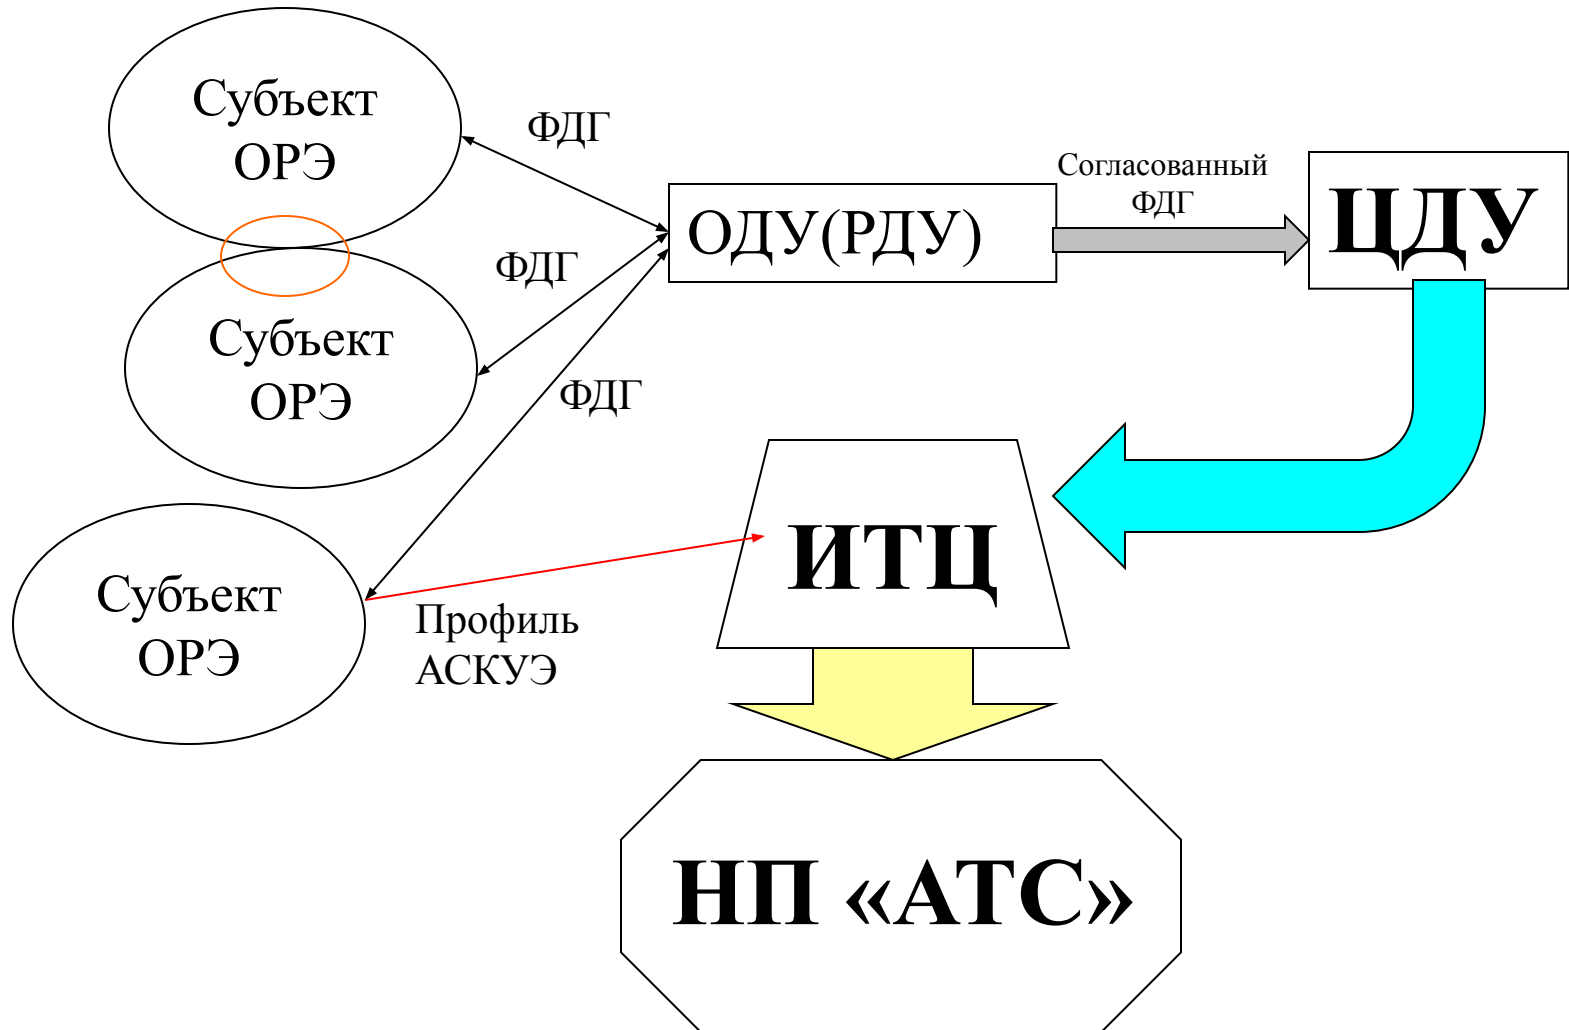 Субъект
ОРЭ
ФДГ
Субъект
ОРЭ
ФДГ
ФДГ
Субъект
ОРЭ
Профиль
АСКУЭ
ОДУ(РДУ)
Согласованный
ФДГ
ЦДУ
ИТЦ
НП «АТС»